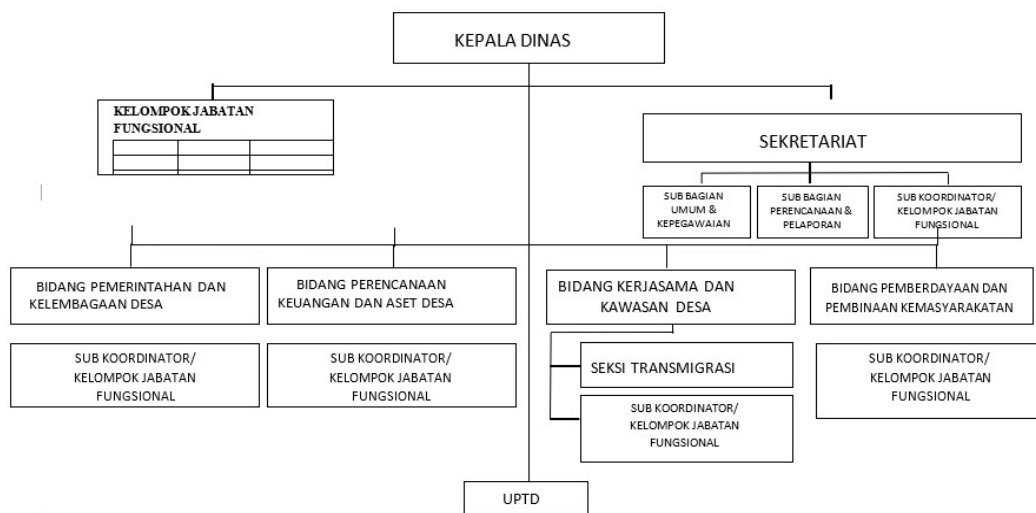 KEPALA DINAS
KELOMPOK JABATAN
FUNGSIONAL
SEKRETARIAT
SUB BAGIAN
UMUM &
KEPEGAWAIAN
SUB BAGIAN
PERENCANAAN &
PELAPORAN
SUB KOORDINATOR/
KELOMPOK JABATAN
FUNGSIONAL
BIDANG PEMERINTAHAN DAN
KELEMBAGAAN DESA
BIDANG PERENCANAAN
KEUANGAN DAN ASET DESA
BIDANG KERJASAMA DAN
KAWASAN DESA
BIDANG PEMBERDAYAAN DAN
PEMBINAAN KEMASYARAKATAN
SUB KOORDINATOR/
KELOMPOK JABATAN
FUNGSIONAL
SUB KOORDINATOR/
KELOMPOK JABATAN
FUNGSIONAL
SEKSI TRANSMIGRASI
SUB KOORDINATOR/
KELOMPOK JABATAN
FUNGSIONAL
SUB KOORDINATOR/
KELOMPOK JABATAN
FUNGSIONAL
UPTD